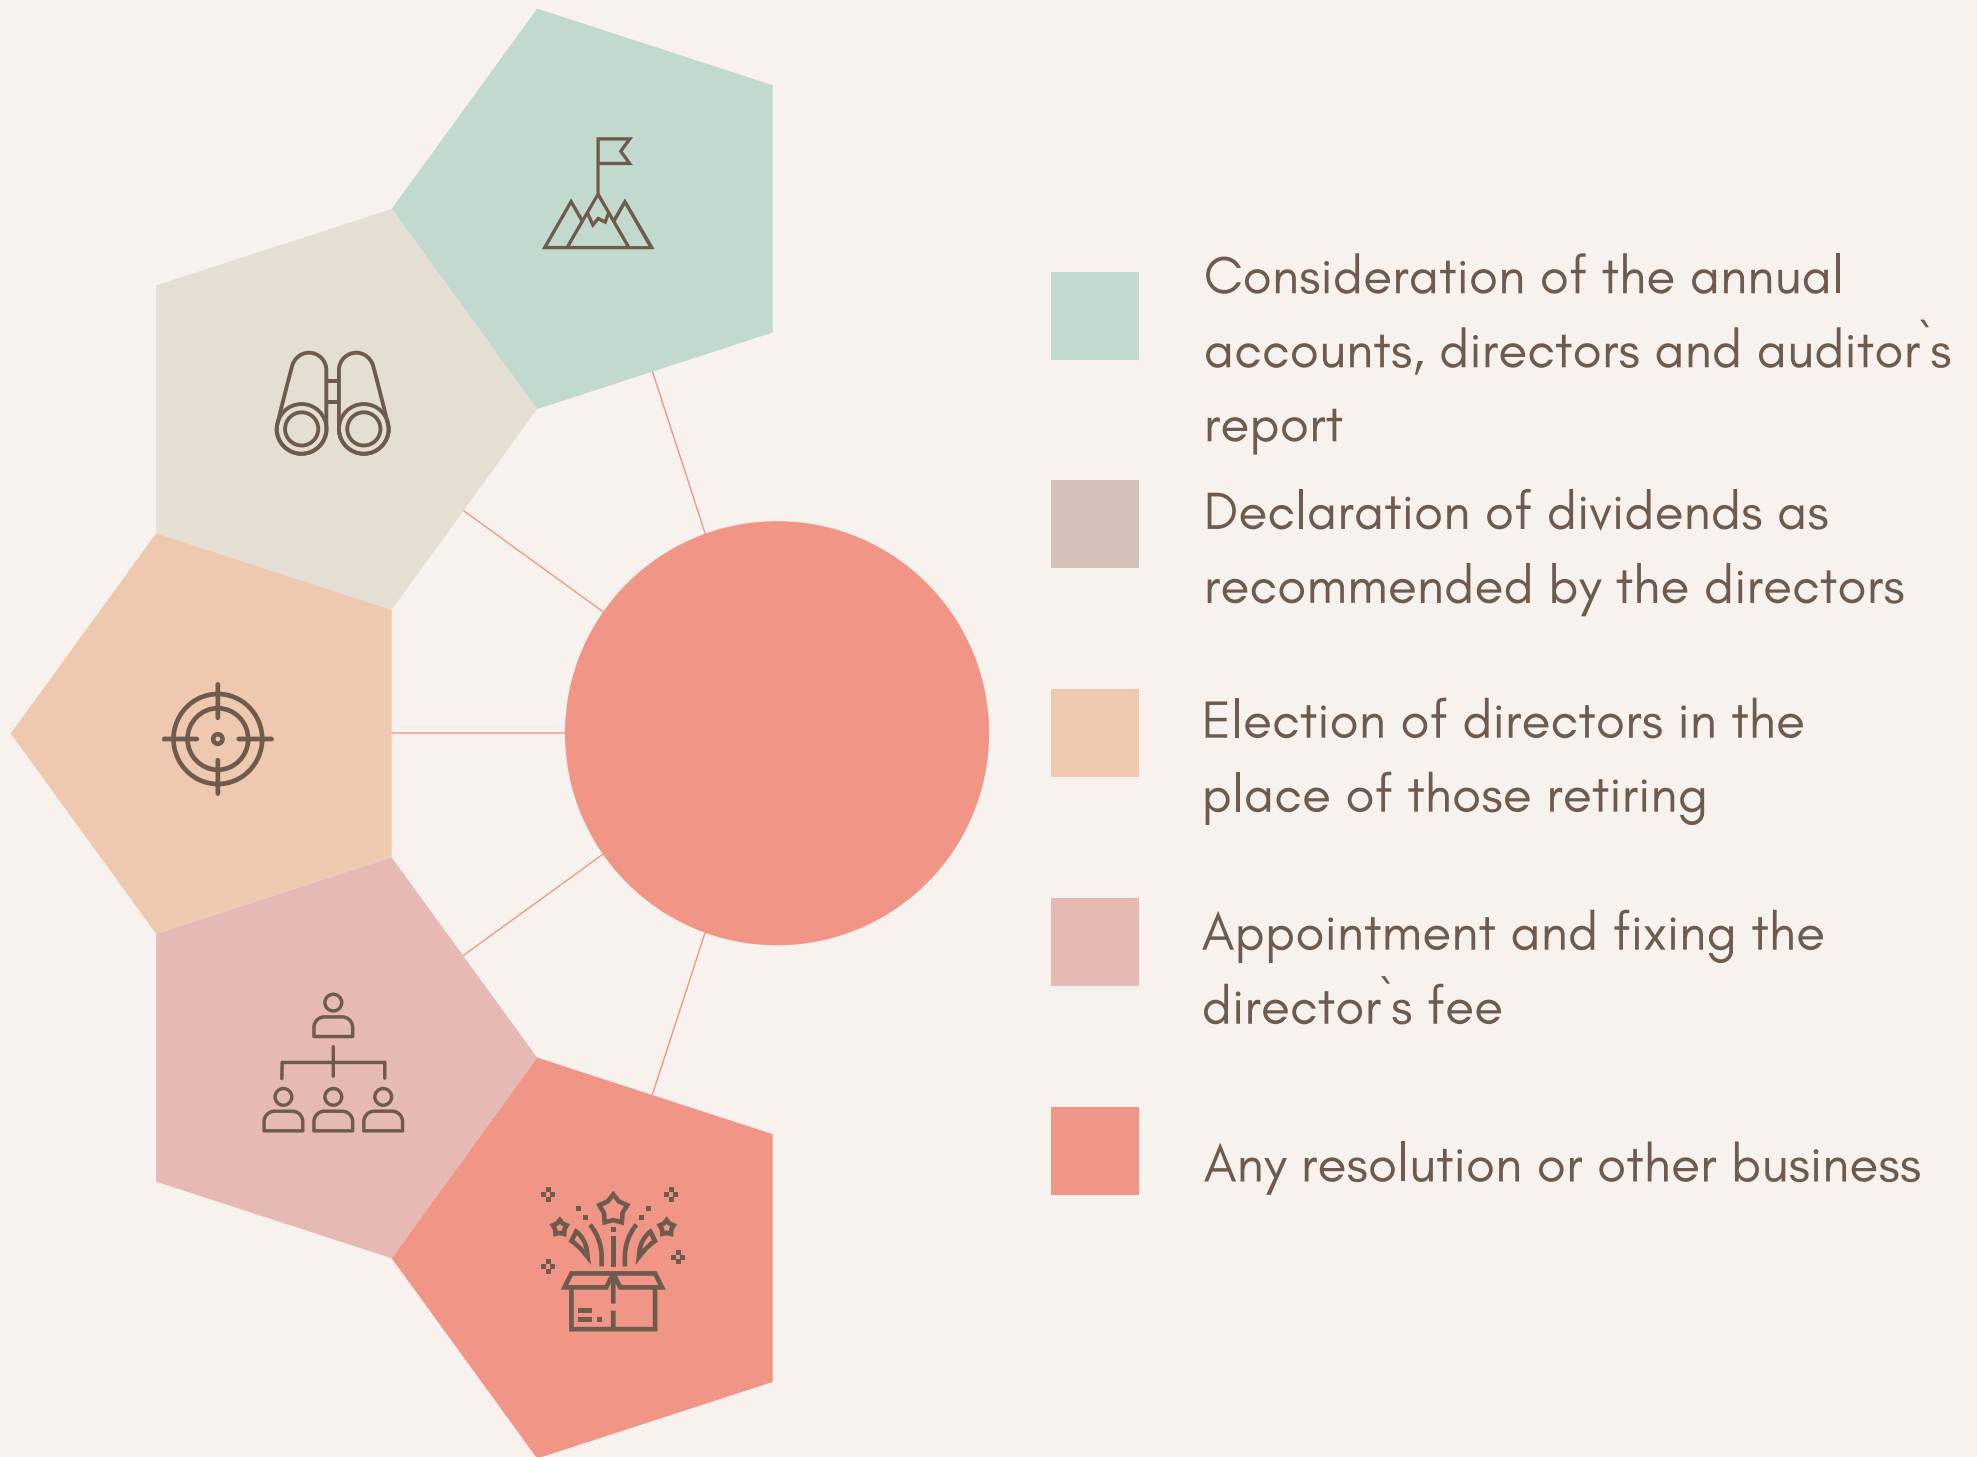 Consideration of the annual
accounts, directors and auditor`s
report
Declaration of dividends as
recommended by the directors
Election of directors in the
place of those retiring
Appointment and fixing the
director`s fee
Any resolution or other business